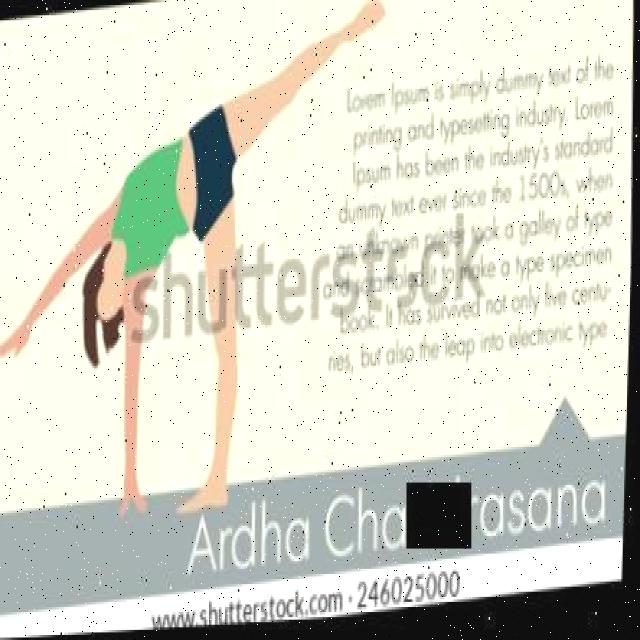 Lorem Ipsum is simply dummy text of the
printing and typesetting industry. Lorem
Ipsum has been the industry's standard
dummy text ever since the 1500s, when
took a galley of type
to make a type specimen
book. It has survived not only five centu-
ries, but also the leap into electronic type
shutterstock
Ardha
www.shutterstock.com · 246025000